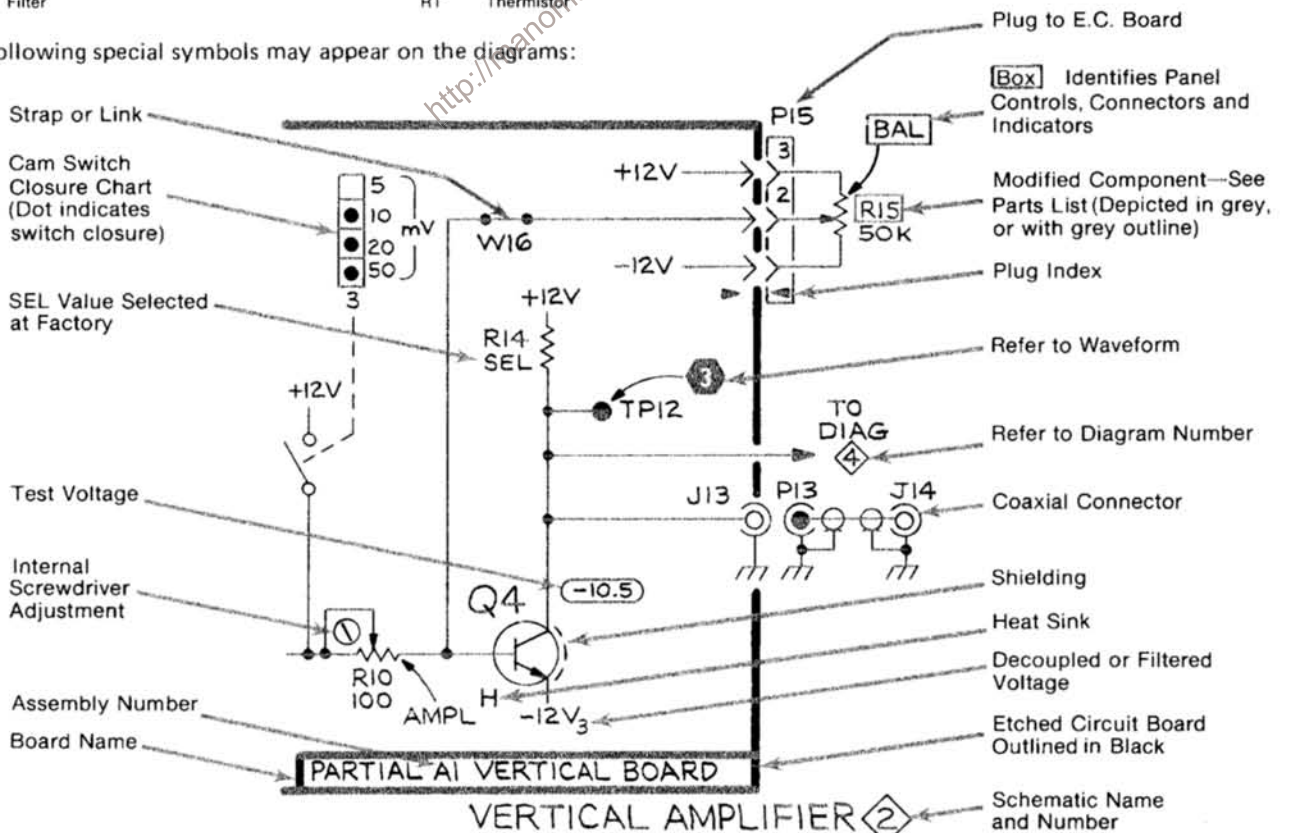 Filter
RT Thermistor
ollowing special symbols may appear on the diagrams:
Plug to E.C. Board
Box Identifies Panel
Controls, Connectors and
Indicators
Modified Component—See
Parts List (Depicted in grey,
or with grey outline)
Plug Index
Refer to Waveform
Refer to Diagram Number
Coaxial Connector
Shielding
Heat Sink
Decoupled or Filtered
Voltage
Etched Circuit Board
Outlined in Black
Schematic Name
and Number
Strap or Link
Cam Switch
Closure Chart
(Dot indicates
switch closure)
SEL Value Selected
at Factory
Test Voltage
Internal
Screwdriver
Adjustment
Assembly Number
Board Name
5
10
20
50
mV
3
+12V
W16
+12V
-12V
P15
3
2
BAL
R15
50K
+12V
R14
SEL
3
TP12
TO
DIAG
4
J13
P13
J14
-10.5
Q4
R10
100
AMPL
H
-12V3
PARTIAL A1 VERTICAL BOARD
VERTICAL AMPLIFIER 2